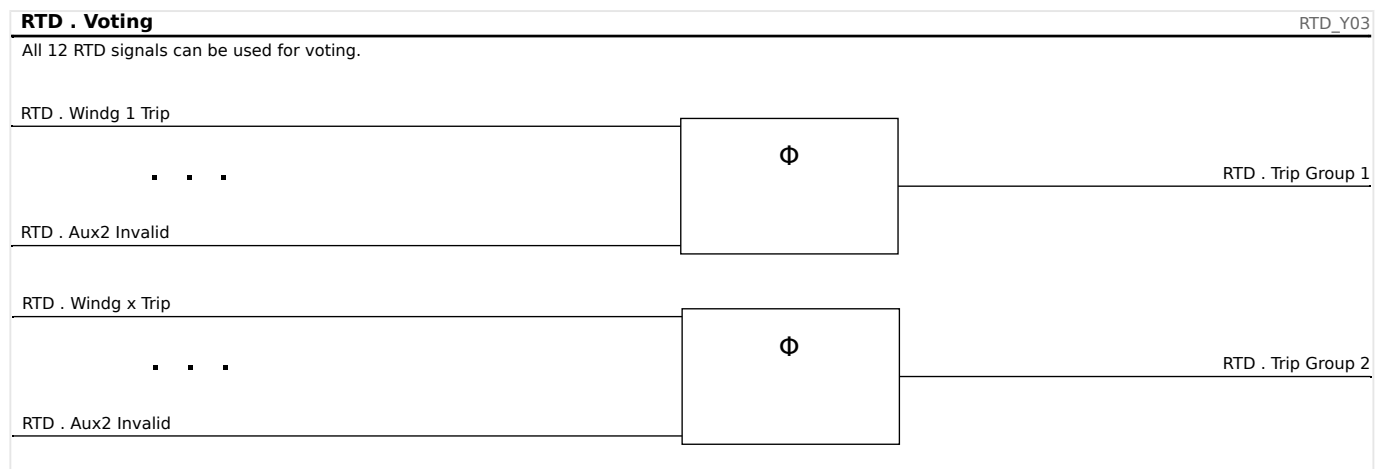 RTD . Voting
RTD_Y03
All 12 RTD signals can be used for voting.
RTD . Windg 1 Trip
Φ
. . .
RTD . Trip Group 1
RTD . Aux2 Invalid
RTD . Windg x Trip
Φ
. . .
RTD . Trip Group 2
RTD . Aux2 Invalid